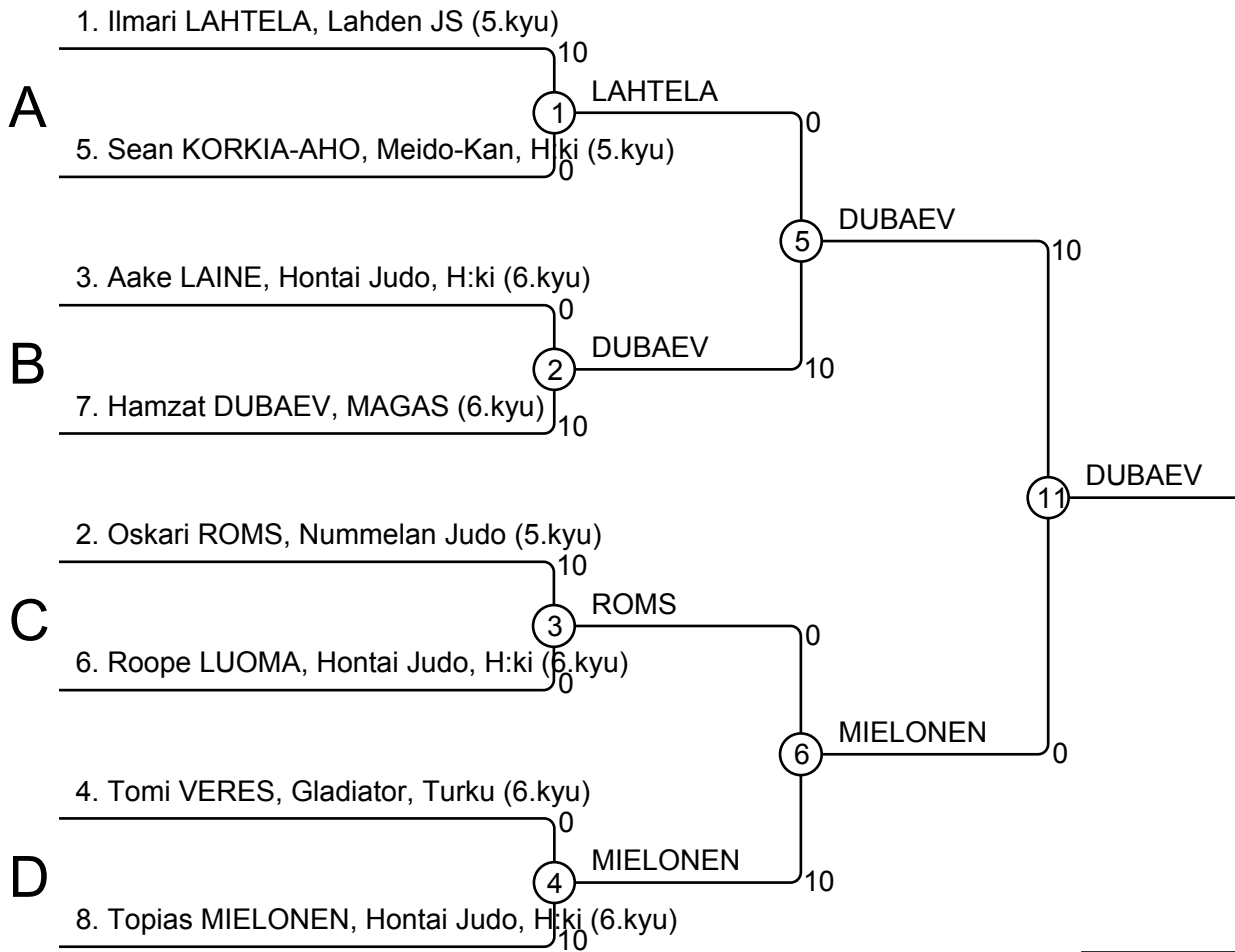 1. Ilmari LAHTELA, Lahden JS (5.kyu)
10
A
1
LAHTELA
0
5. Sean KORKIA-AHO, Meido-Kan, H:ki (5.kyu)
0
5
DUBAEV
10
3. Aake LAINE, Hontai Judo, H:ki (6.kyu)
0
B
2
DUBAEV
10
7. Hamzat DUBAEV, MAGAS (6.kyu)
10
11
DUBAEV
2. Oskari ROMS, Nummelan Judo (5.kyu)
10
C
3
ROMS
0
6. Roope LUOMA, Hontai Judo, H:ki (6.kyu)
0
6
MIELONEN
0
4. Tomi VERES, Gladiator, Turku (6.kyu)
0
D
4
MIELONEN
10
8. Topias MIELONEN, Hontai Judo, H:ki (6.kyu)
10